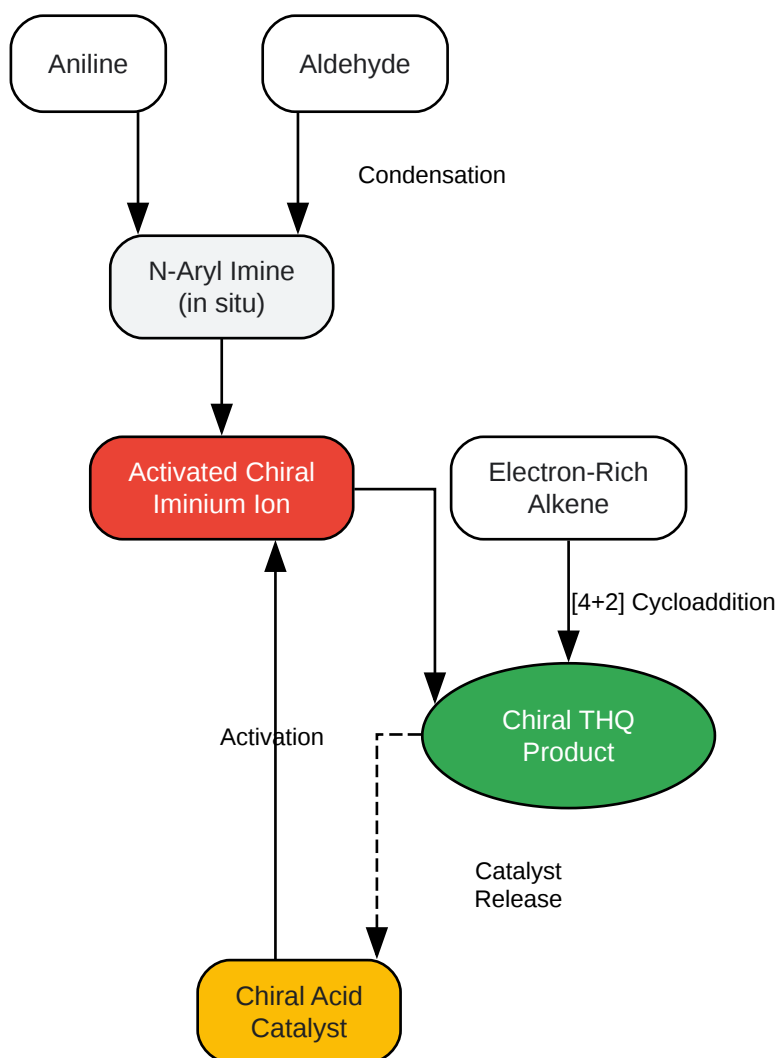 Aniline
Aldehyde
Condensation
N-Aryl Imine
(in situ)
Activated Chiral
Iminium Ion
Electron-Rich
Alkene
[4+2] Cycloaddition
Chiral THQ
Product
Activation
Catalyst
Release
Chiral Acid
Catalyst